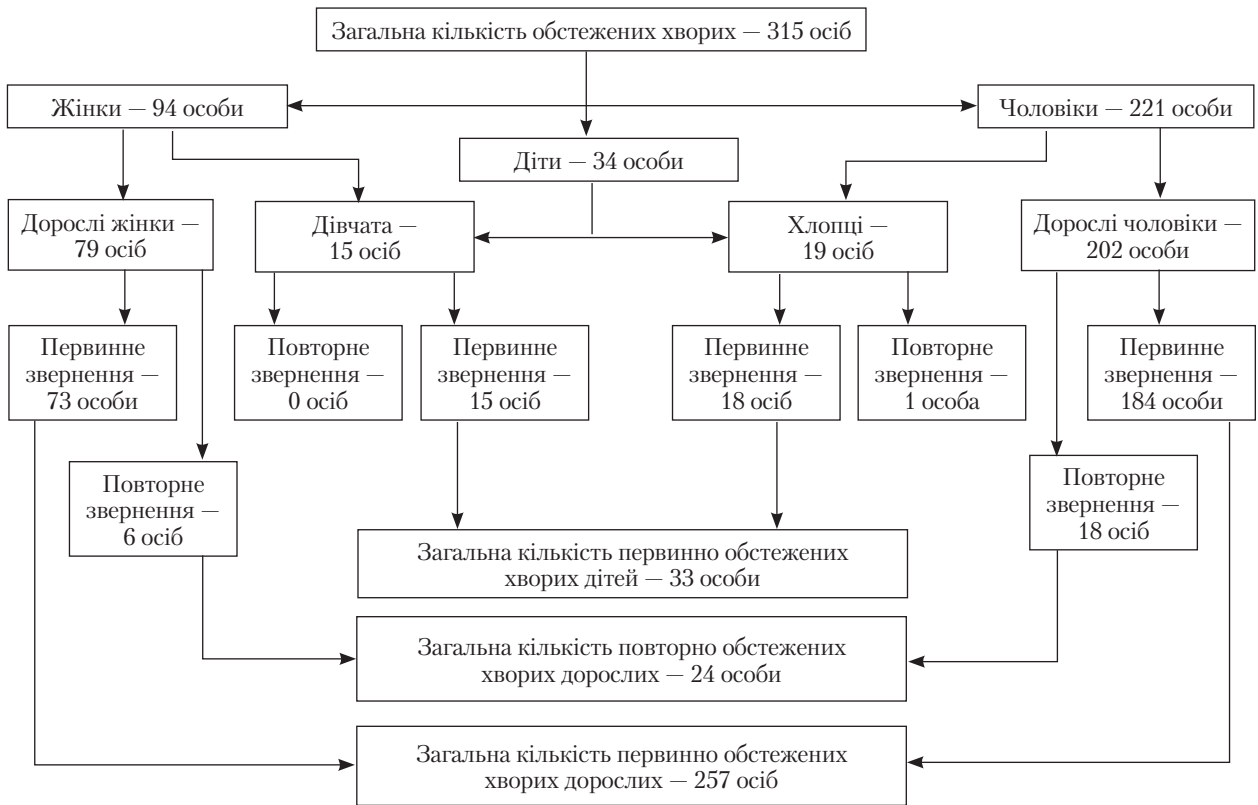 Загальна кількість обстежених хворих — 315 осіб
Жінки — 94 особи
Чоловіки — 221 особи
Діти — 34 особи
Дорослі жінки —
79 осіб
Дівчата —
15 осіб
Хлопці —
19 осіб
Дорослі чоловіки —
202 особи
Первинне
звернення —
73 особи
Повторне
звернення —
0 осіб
Первинне
звернення —
15 осіб
Первинне
звернення —
18 осіб
Повторне
звернення —
1 особа
Первинне
звернення —
184 особи
Повторне
звернення —
6 осіб
Повторне
звернення —
18 осіб
Загальна кількість первинно обстежених
хворих дітей — 33 особи
Загальна кількість повторно обстежених
хворих дорослих — 24 особи
Загальна кількість первинно обстежених
хворих дорослих — 257 осіб